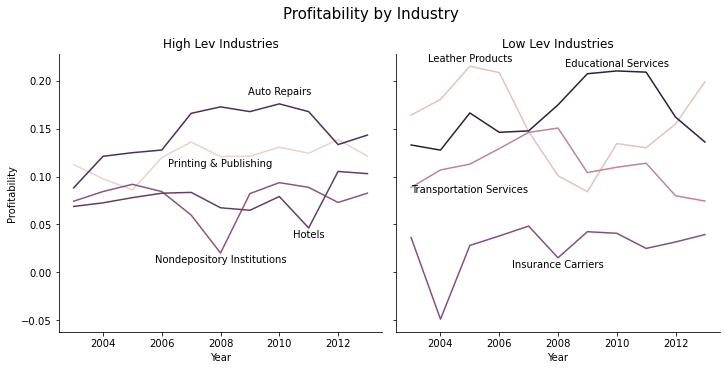 Profitability by Industry
High Lev Industries
Low Lev Industries
Profitability
0.20
0.15
0.10
0.05
0.00
−0.05
Auto Repairs
Printing & Publishing
Hotels
Nondepository Institutions
2004
2006
2008
2010
2012
Year
Leather Products
Educational Services
Transportation Services
Insurance Carriers
2004
2006
2008
2010
2012
Year